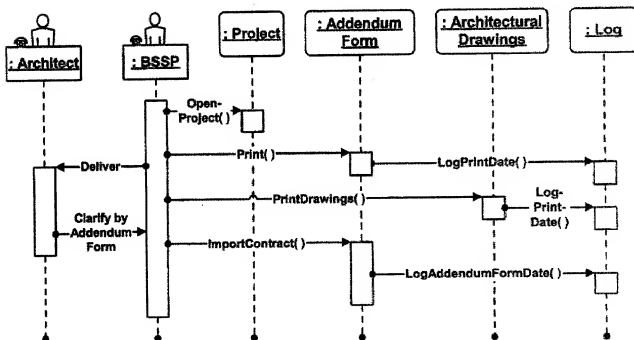 : Architect
: BSSP
: Project
: Addendum
Form
: Architectural
Drawings
: Log
Open-
Project( )
Print( )
LogPrintDate( )
Deliver
PrintDrawings( )
Log-
Print-
Date( )
Clarify by
Addendum
Form
ImportContract( )
LogAddendumFormDate( )